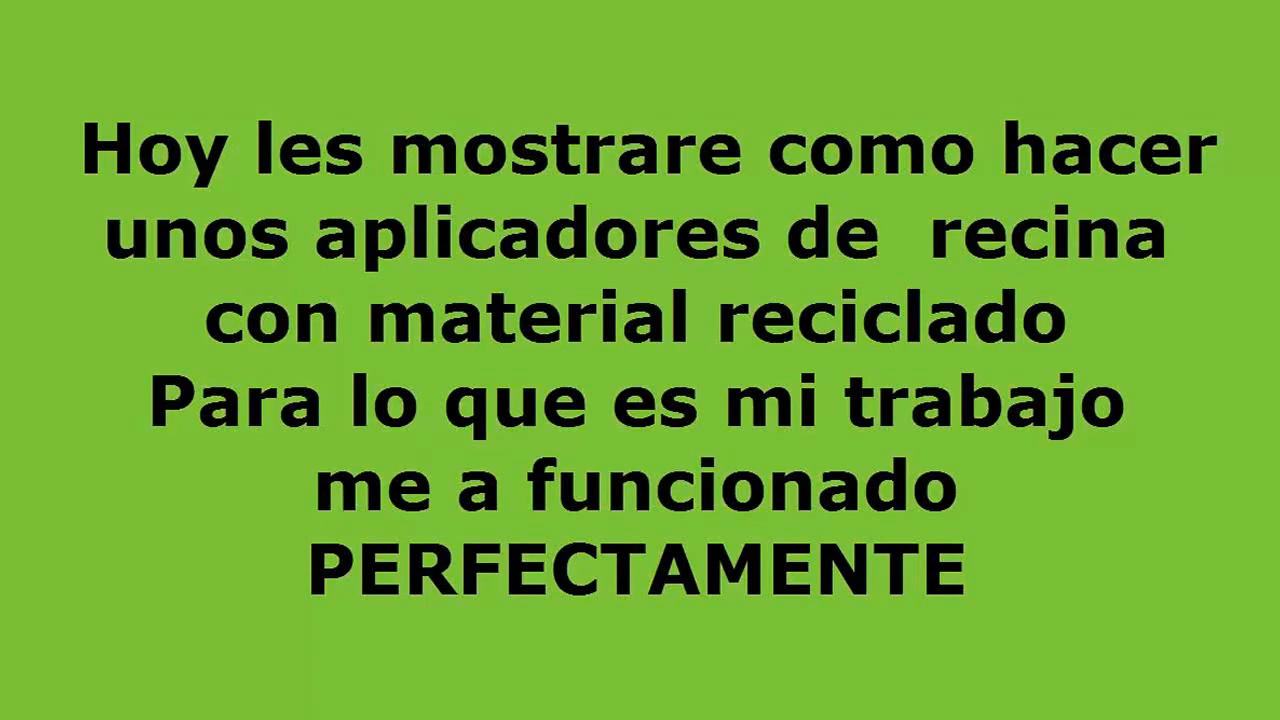 Hoy les mostrare como hacer
unos aplicadores de recina
con material reciclado
Para lo que es mi trabajo
me a funcionado
PERFECTAMENTE